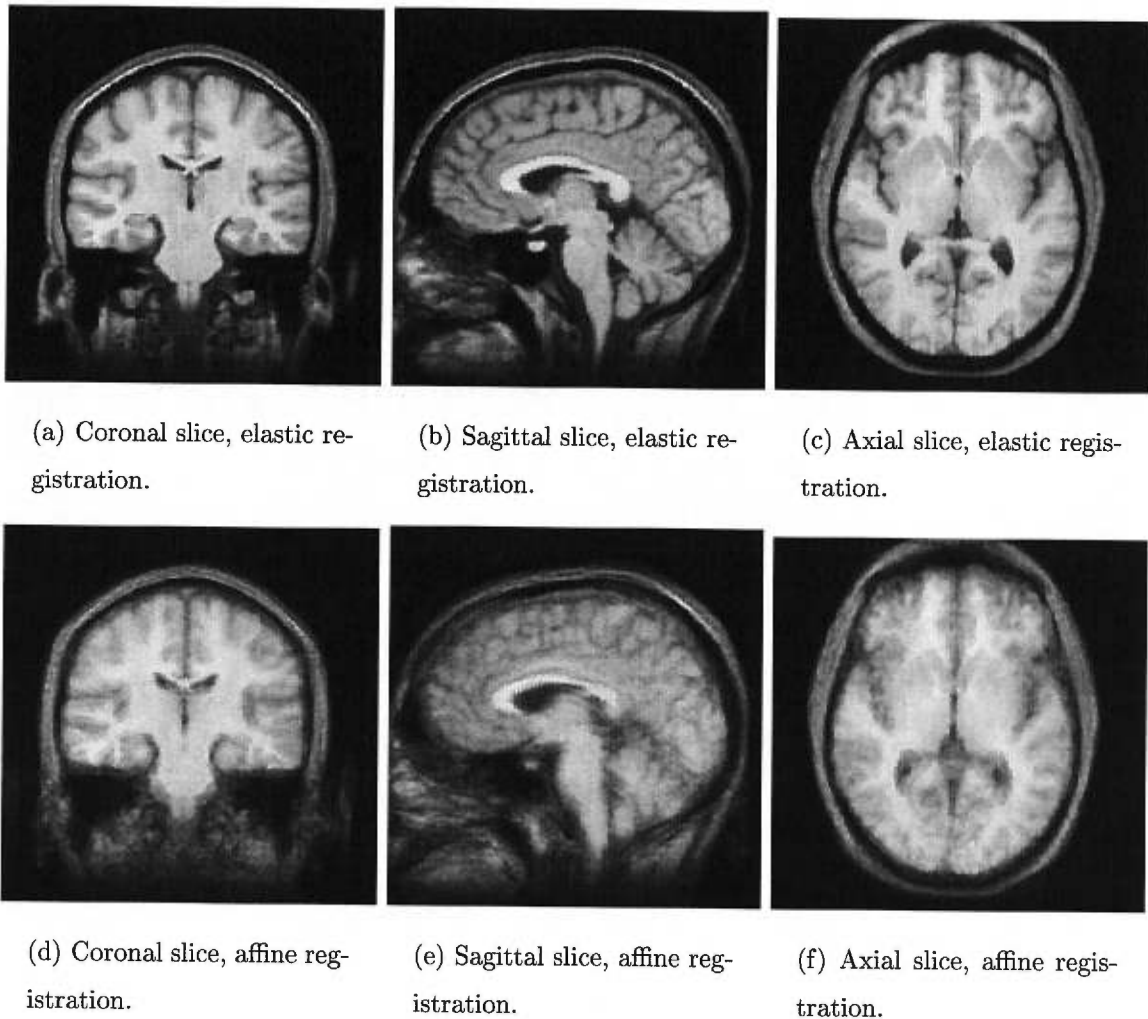 (a) Coronal slice, elastic re-
gistration.
(b) Sagittal slice, elastic re-
gistration.
(c) Axial slice, elastic regis-
tration.
(d) Coronal slice, affine reg-
istration.
(e) Sagittal slice, affine reg-
istration.
(f) Axial slice, affine regis-
tration.